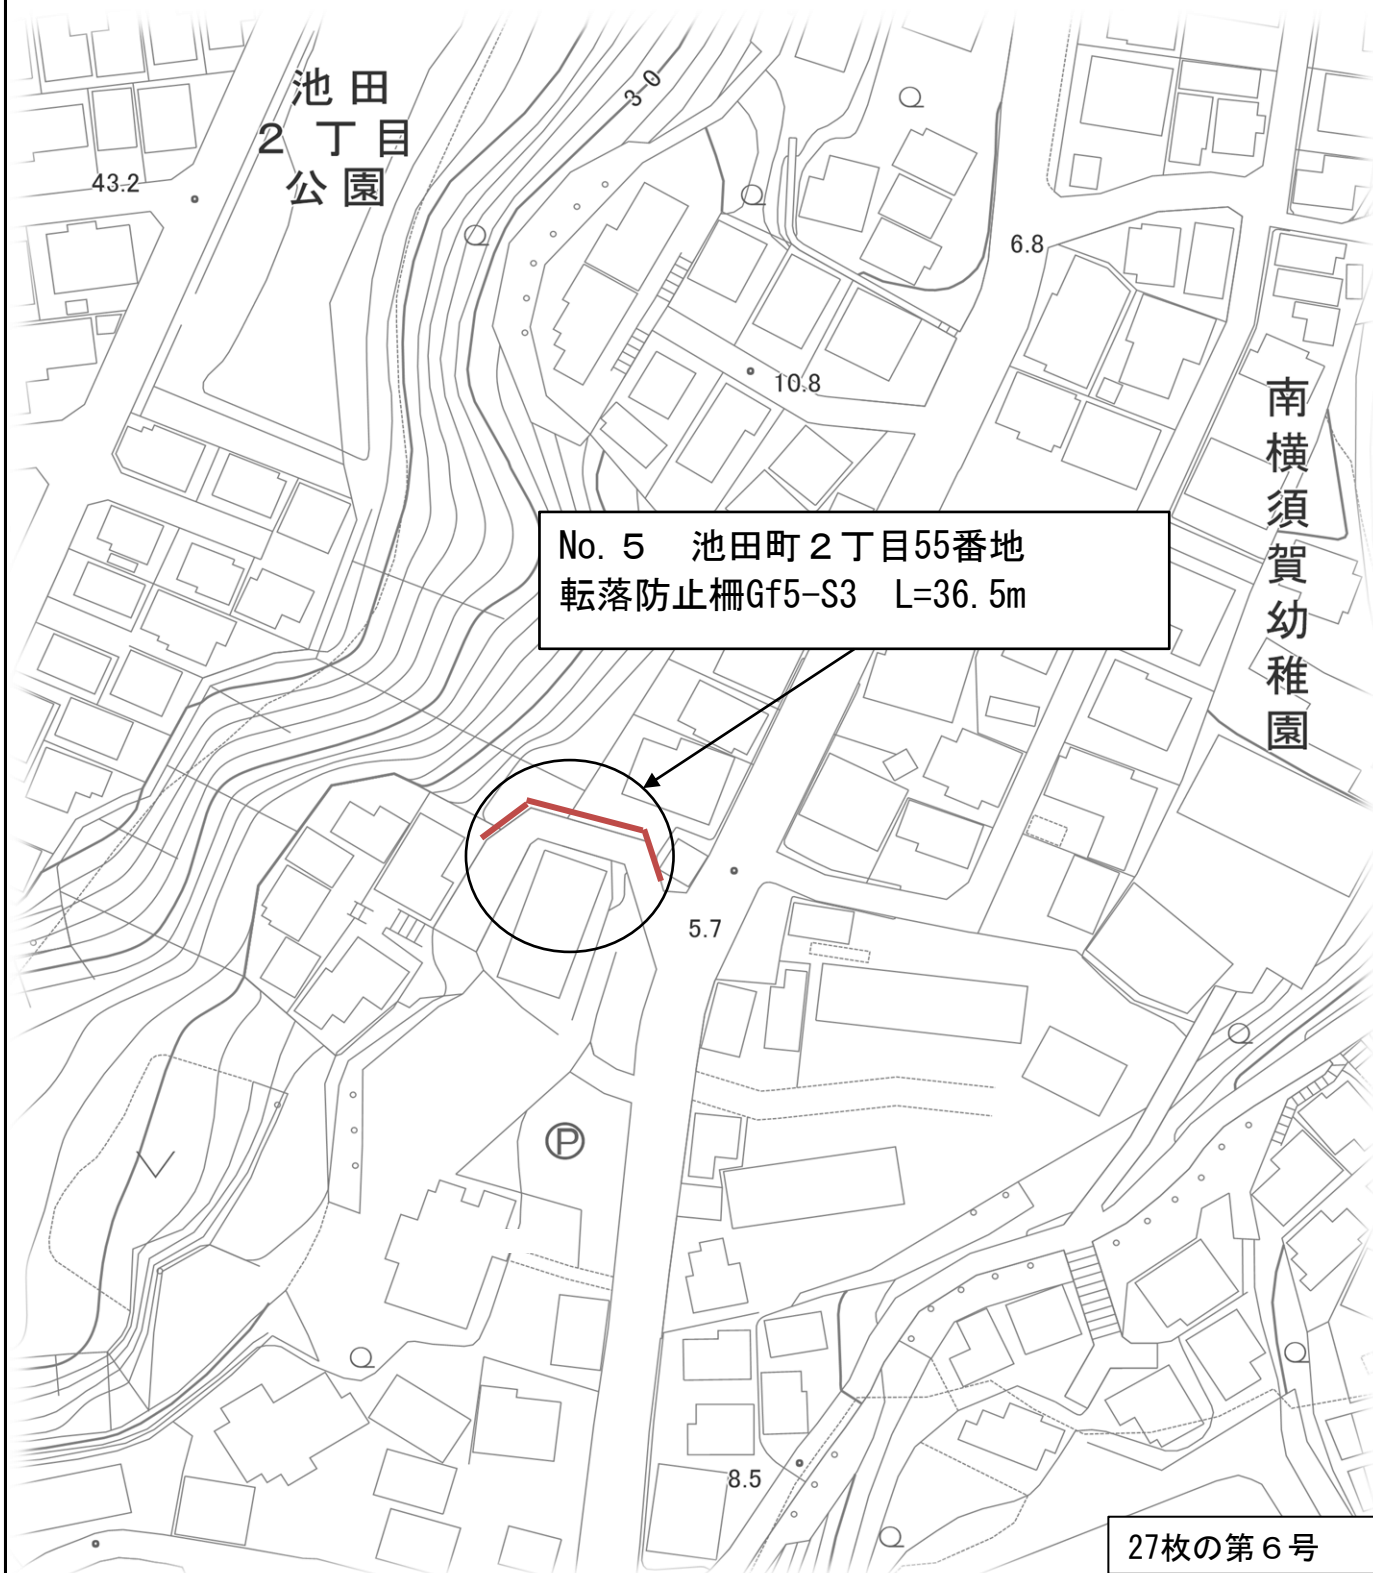 池田
２丁目
公園
3-0
43.2
6.8
10.8
南横須賀幼稚園
No.５　池田町２丁目55番地
転落防止柵Gf5-S3　L=36.5m
5.7
P
8.5
27枚の第６号